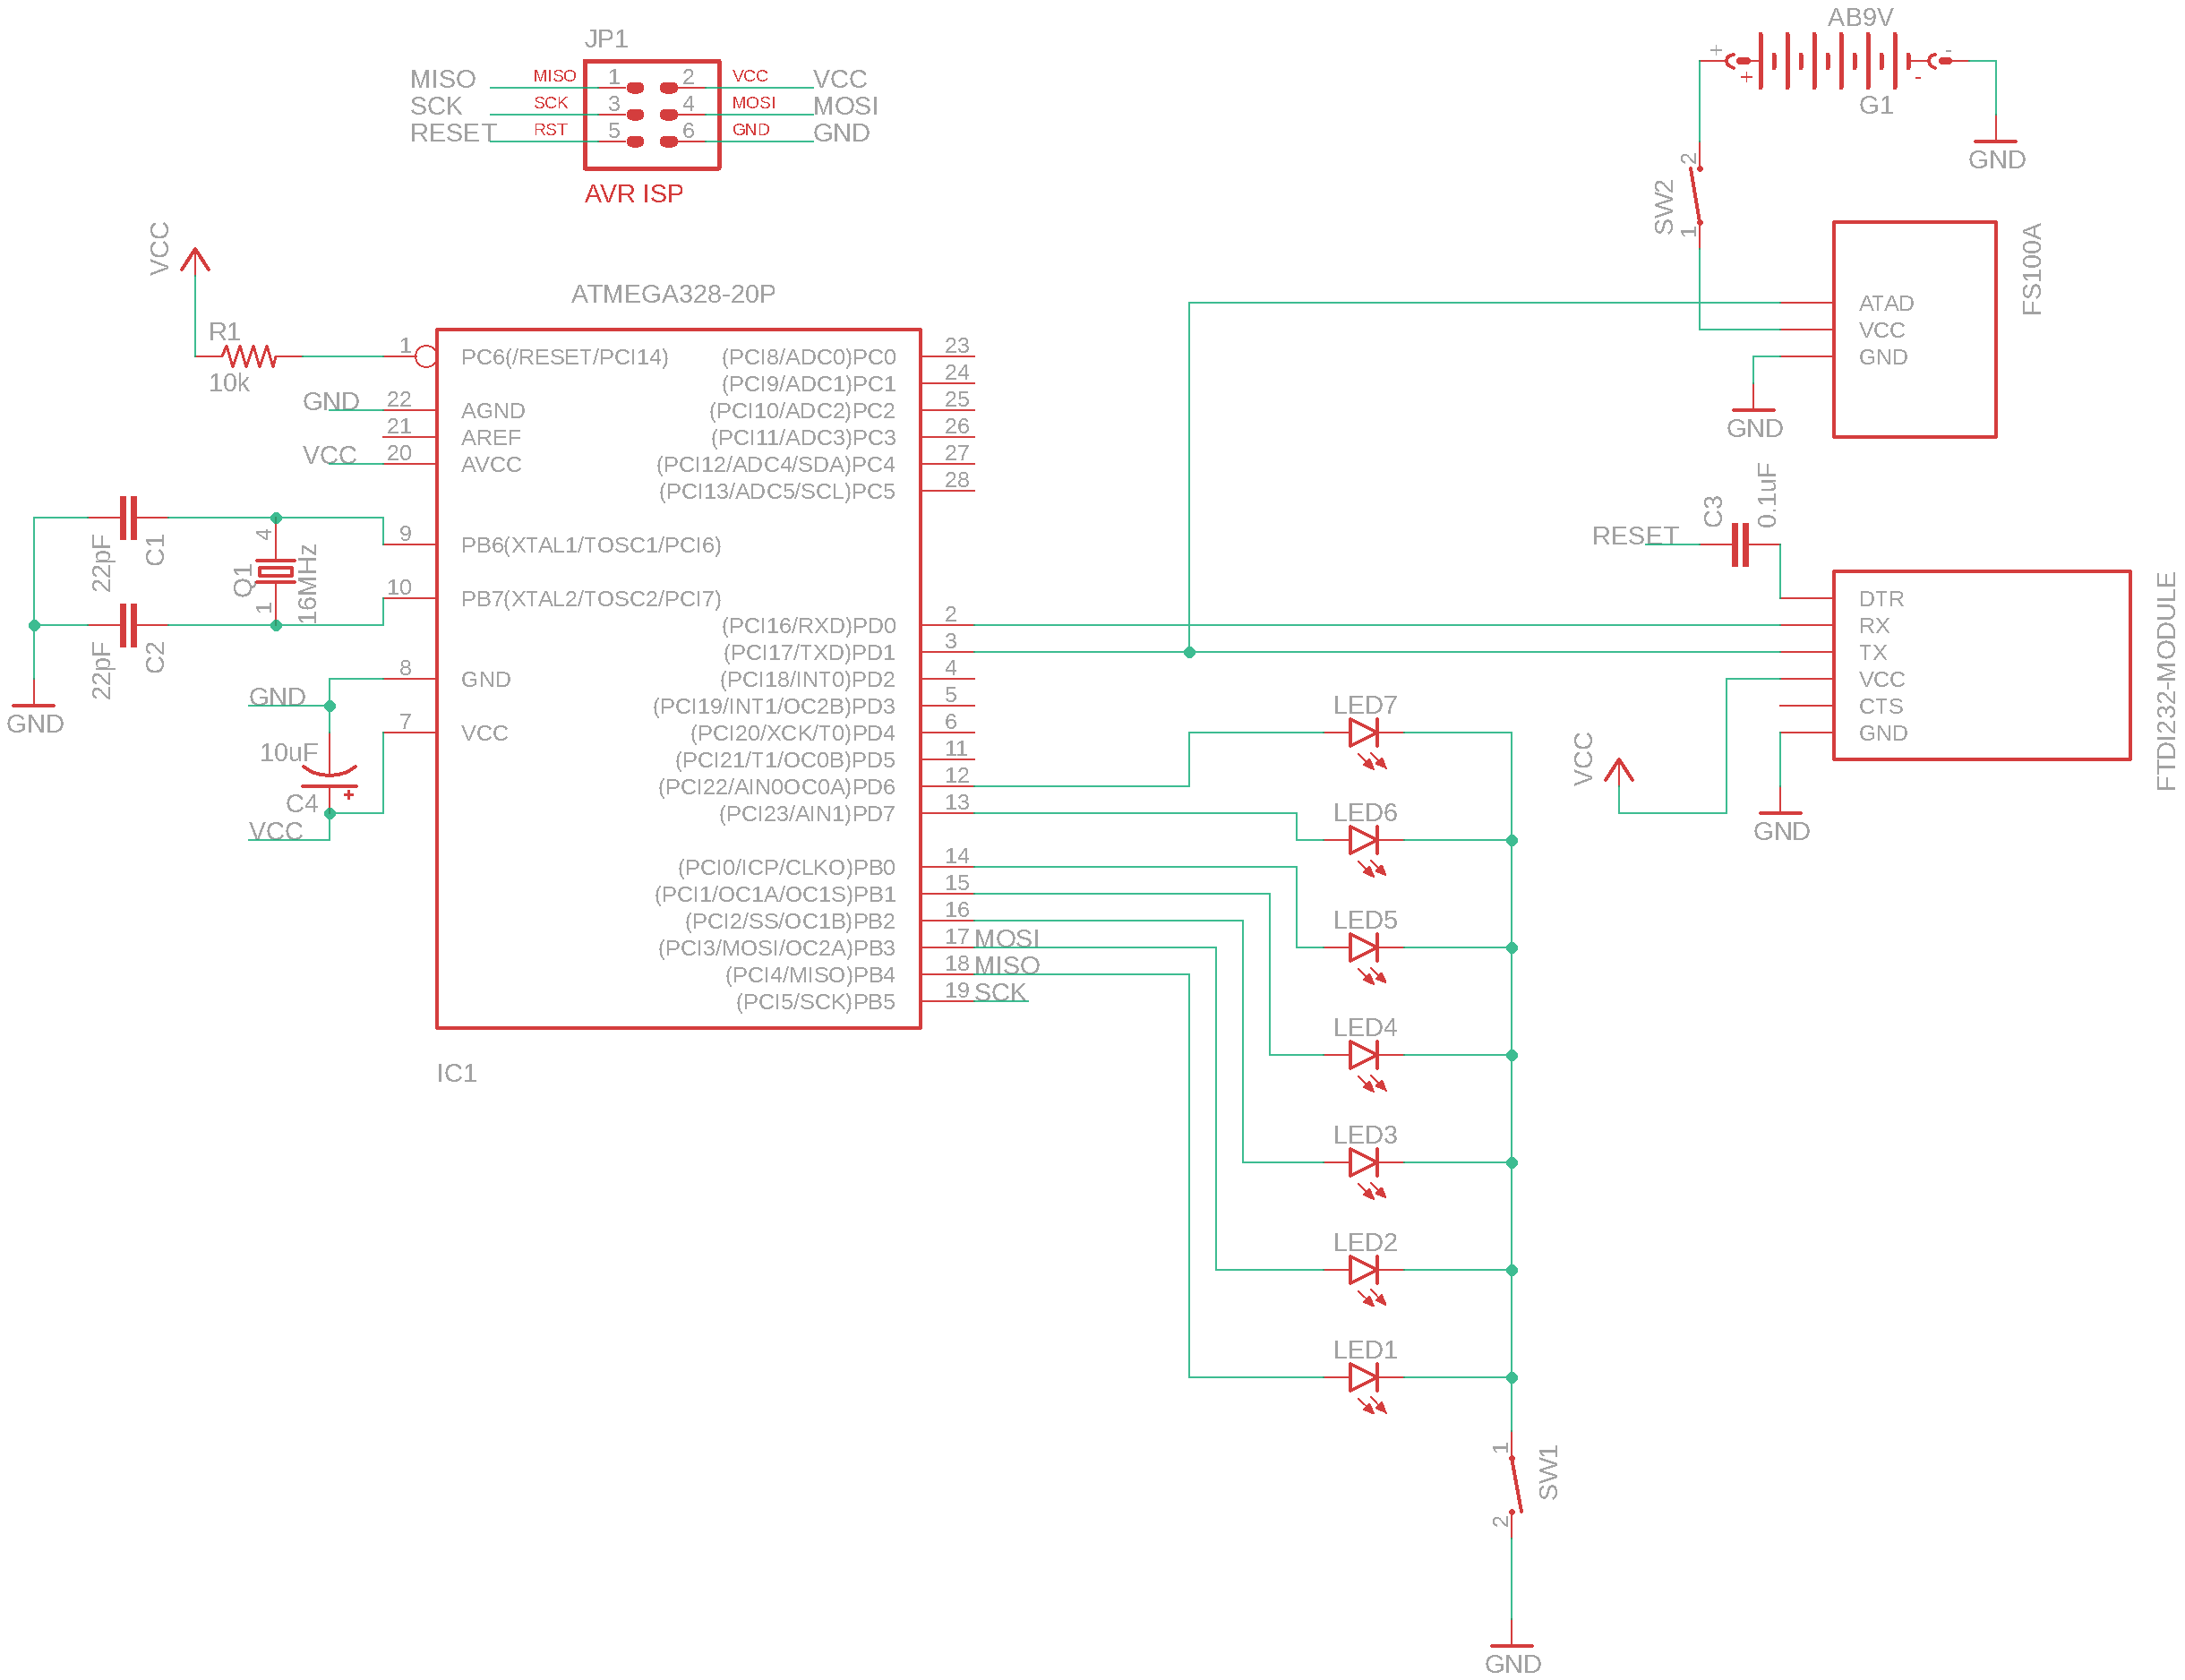 AB9V
JP1
+ -
MISO MISO 1 2 VCC VCC
+ -
SCK SCK 3 4 MOSI MOSI
G1
RESET RST 5 6 GND GND
GND
2
AVR ISP
SW2
1
VCC
FS100A
ATMEGA328-20P
ATAD
R1
VCC
1 PC6(/RESET/PCI14) (PCI8/ADC0)PC0 23
GND
10k
(PCI9/ADC1)PC1 24
GND 22 AGND (PCI10/ADC2)PC2 25
GND
21 AREF (PCI11/ADC3)PC3 26
VCC 20 AVCC (PCI12/ADC4/SDA)PC4 27
(PCI13/ADC5/SCL)PC5 28
C3
0.1uF
RESET
4
9 PB6(XTAL1/TOSC1/PCI6)
22pF
C1
Q1
16MHz
1
10 PB7(XTAL2/TOSC2/PCI7)
DTR
(PCI16/RXD)PD0 2
RX
22pF
C2
(PCI17/TXD)PD1 3
TX
8 GND (PCI18/INT0)PD2 4
VCC
FTDI232-MODULE
GND
(PCI19/INT1/OC2B)PD3 5
LED7
CTS
GND
7 VCC (PCI20/XCK/T0)PD4 6
GND
10uF
(PCI21/T1/OC0B)PD5 11
VCC
(PCI22/AIN0OC0A)PD6 12
C4 +
(PCI23/AIN1)PD7 13
LED6
VCC
GND
(PCI0/ICP/CLKO)PB0 14
(PCI1/OC1A/OC1S)PB1 15
(PCI2/SS/OC1B)PB2 16
LED5
(PCI3/MOSI/OC2A)PB3 17 MOSI
(PCI4/MISO)PB4 18 MISO
(PCI5/SCK)PB5 19 SCK
LED4
IC1
LED3
LED2
LED1
1
SW1
2
GND